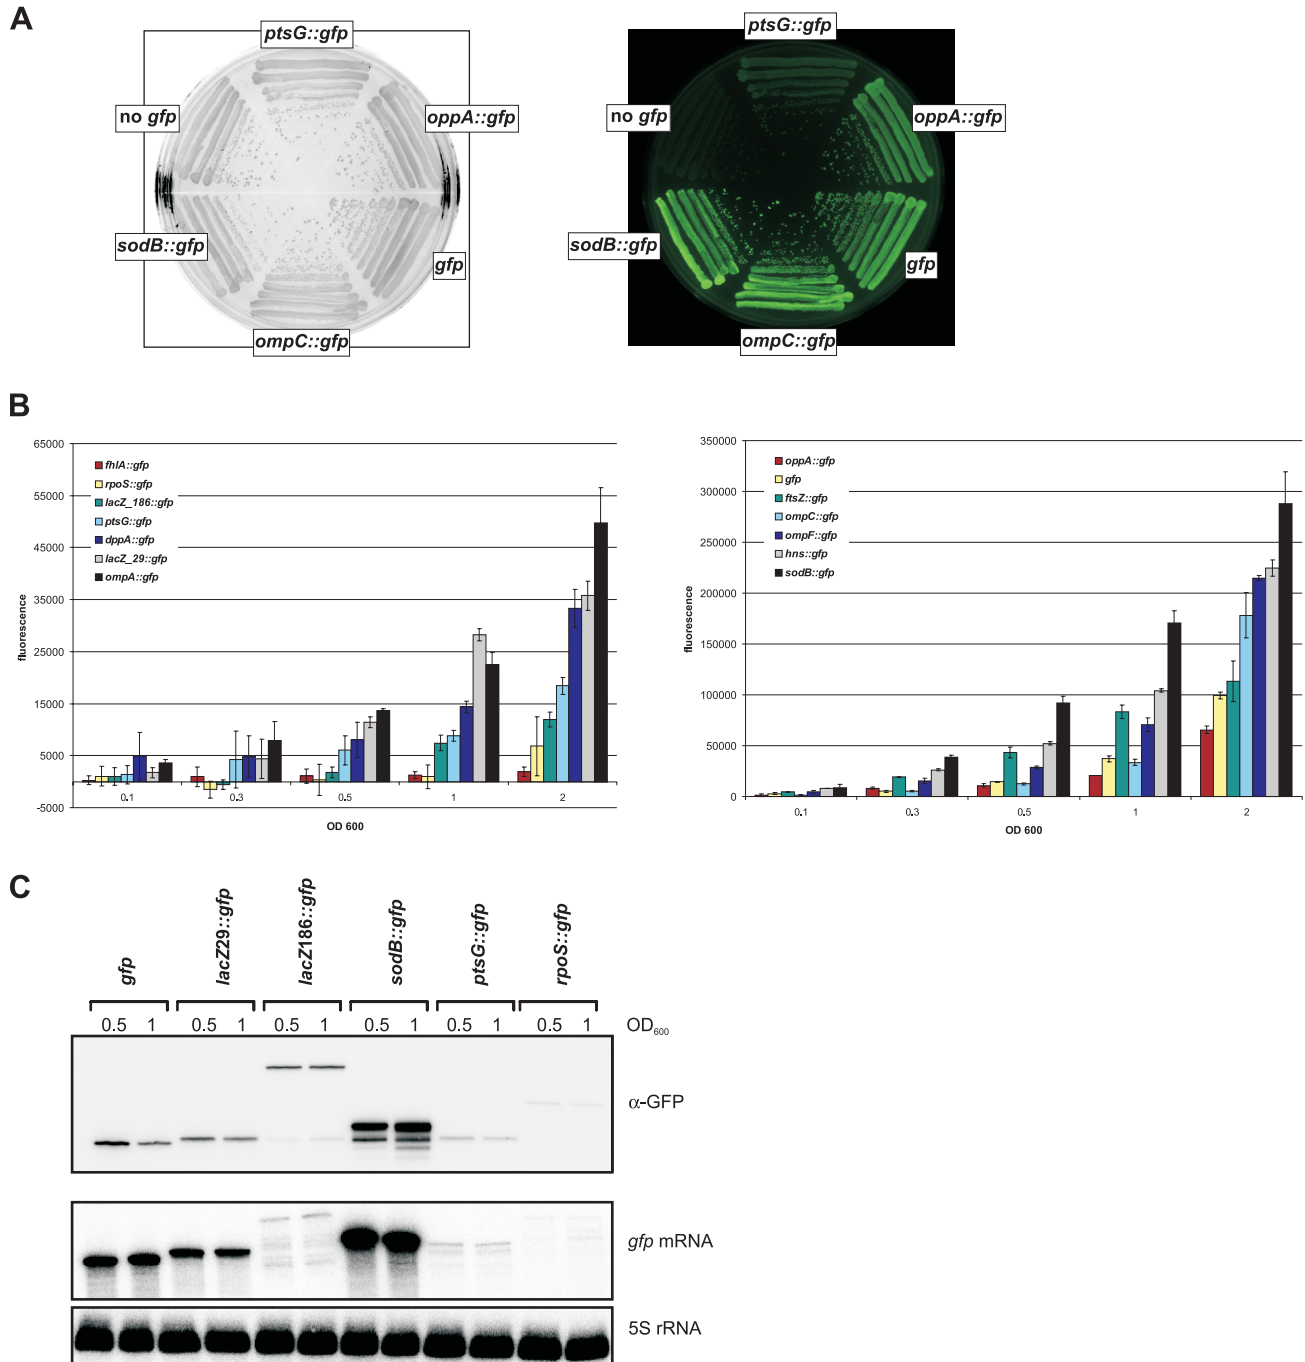 A
ptsG::gfp
no gfp
oppA::gfp
sodB::gfp
gfp
ompC::gfp
ptsG::gfp
no gfp
oppA::gfp
sodB::gfp
gfp
ompC::gfp
B
65000
55000
45000
35000
25000
15000
5000
-5000
fluorescence
fhlA::gfp
rpoS::gfp
lacZ_186::gfp
ptsG::gfp
dppA::gfp
lacZ_29::gfp
ompA::gfp
0.1 0.3 0.5 1 2
OD 600
350000
300000
250000
200000
150000
100000
50000
0
fluorescence
oppA::gfp
gfp
ftsZ::gfp
ompC::gfp
ompF::gfp
hns::gfp
sodB::gfp
0.1 0.3 0.5 1 2
OD 600
C
gfp
lacZ29::gfp
lacZ186::gfp
sodB::gfp
ptsG::gfp
rpoS::gfp
0.5 1 0.5 1 0.5 1 0.5 1 0.5 1 0.5 1 OD600
α-GFP
gfp mRNA
5S rRNA